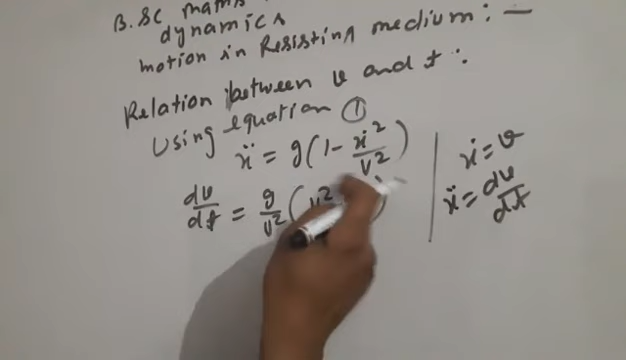 B.SC maths
dynamics
motion in Resisting medium: —
Relation between v and t :
Using equation ①
ẍ = g(1 - ẋ²/V²)
ẋ = v
dv/dt = g/V² (V²
ẍ = dv/dt